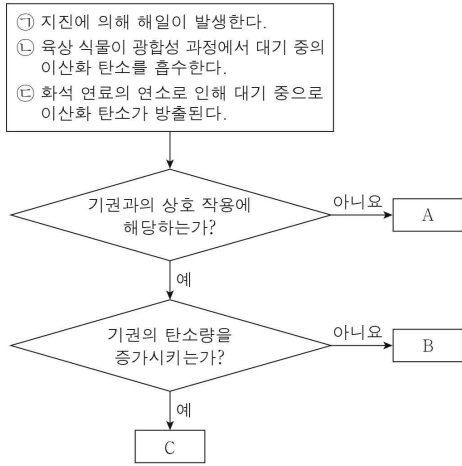 ㉠ 지진에 의해 해일이 발생한다.
㉡ 육상 식물이 광합성 과정에서 대기 중의
이산화 탄소를 흡수한다.
㉢ 화석 연료의 연소로 인해 대기 중으로
이산화 탄소가 방출된다.
기권과의 상호 작용에
해당하는가?
아니요
A
예
기권의 탄소량을
증가시키는가?
아니요
B
예
C